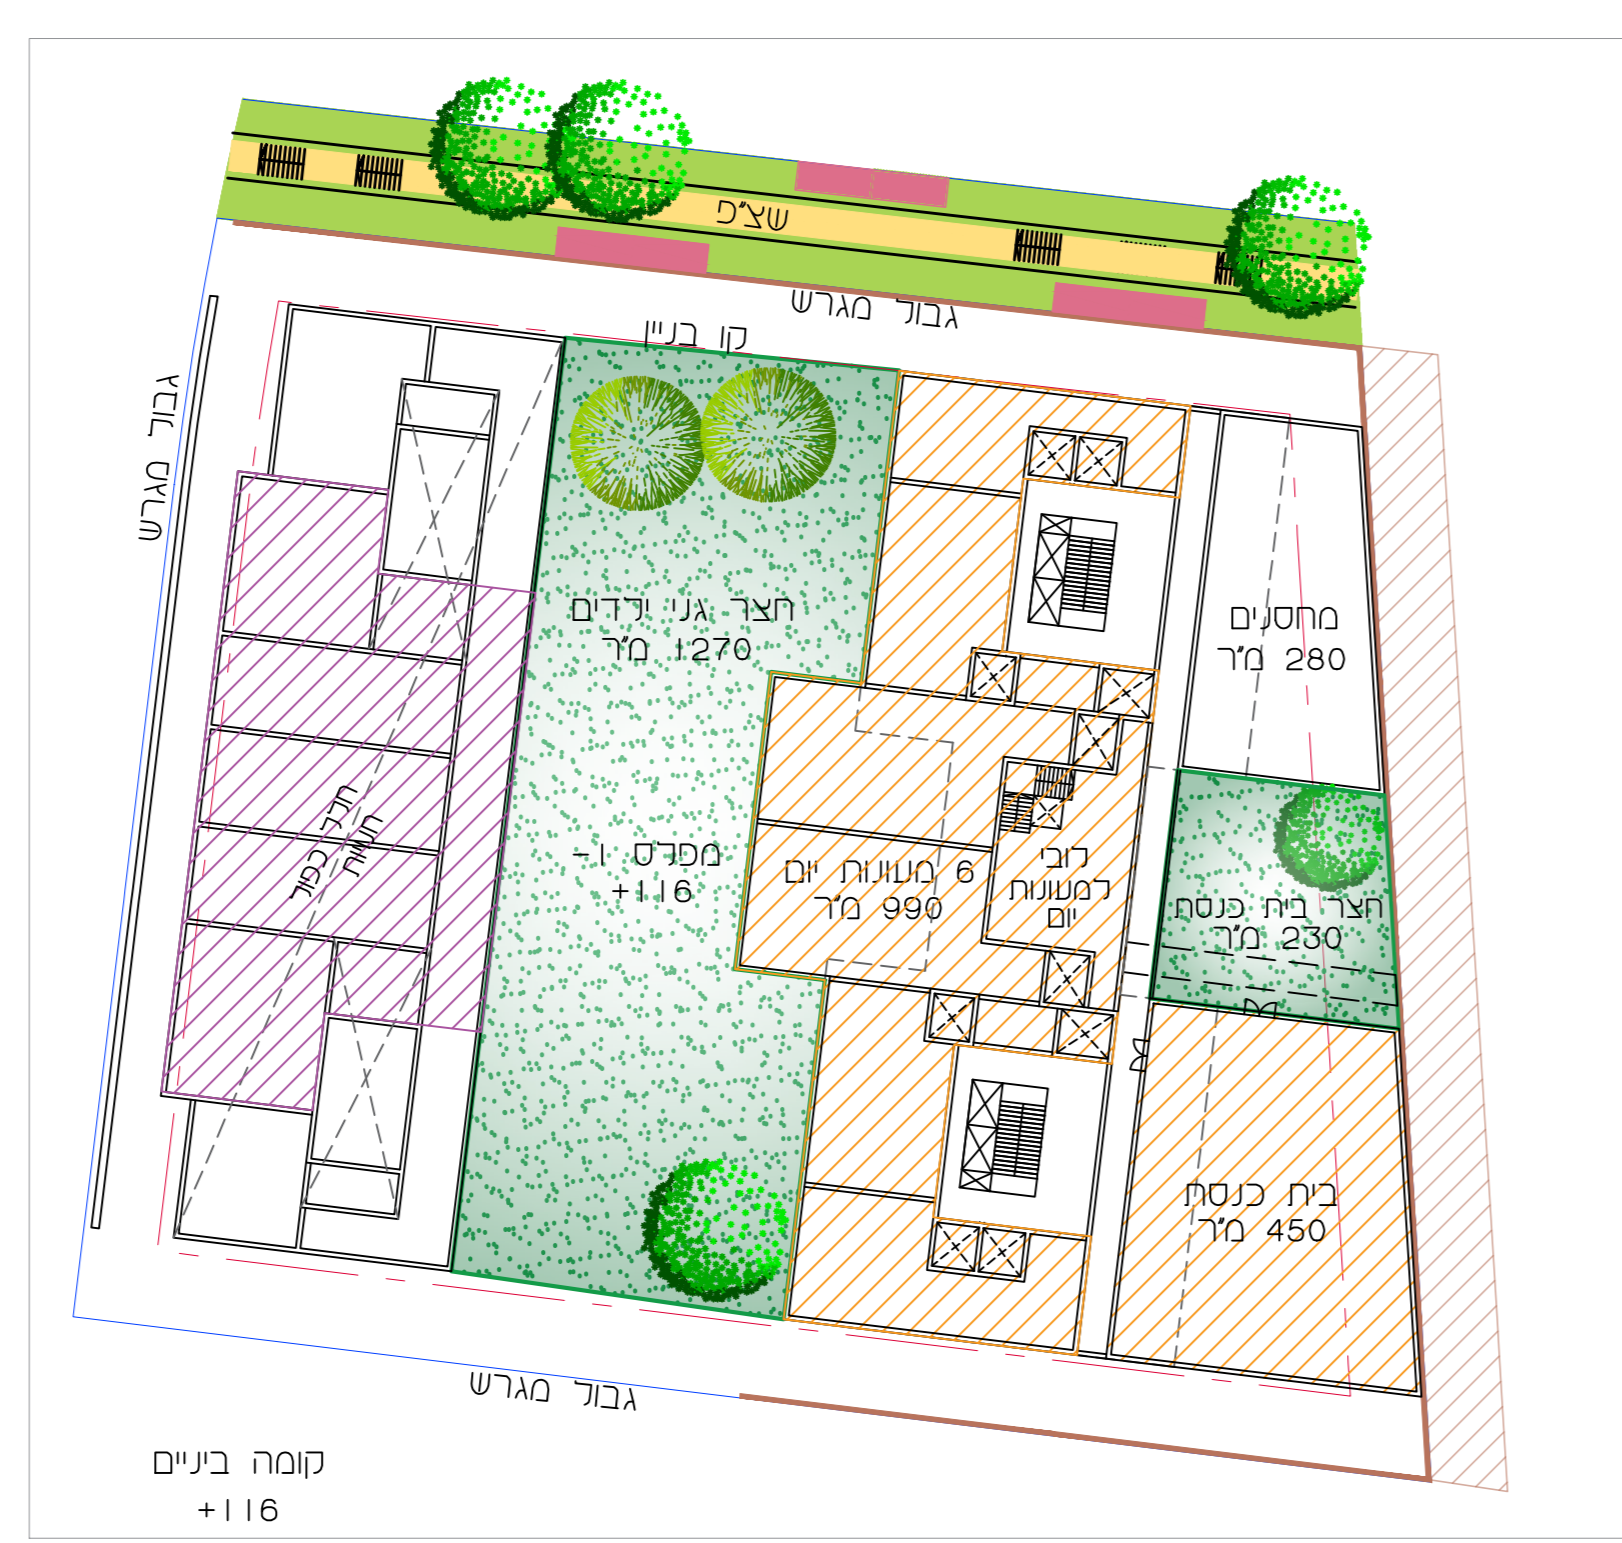 שצ"פ
גבול מגרש
קו בניין
גבול מגרש
חצר גני ילדים
1270 מ"ר
מחסנים
280 מ"ר
חלל כפול
חנויות
מפלס 1-
+116
6 מעונות יום
990 מ"ר
לובי
למעונות
יום
חצר בית כנסת
230 מ"ר
בית כנסת
450 מ"ר
גבול מגרש
קומה ביניים
+116